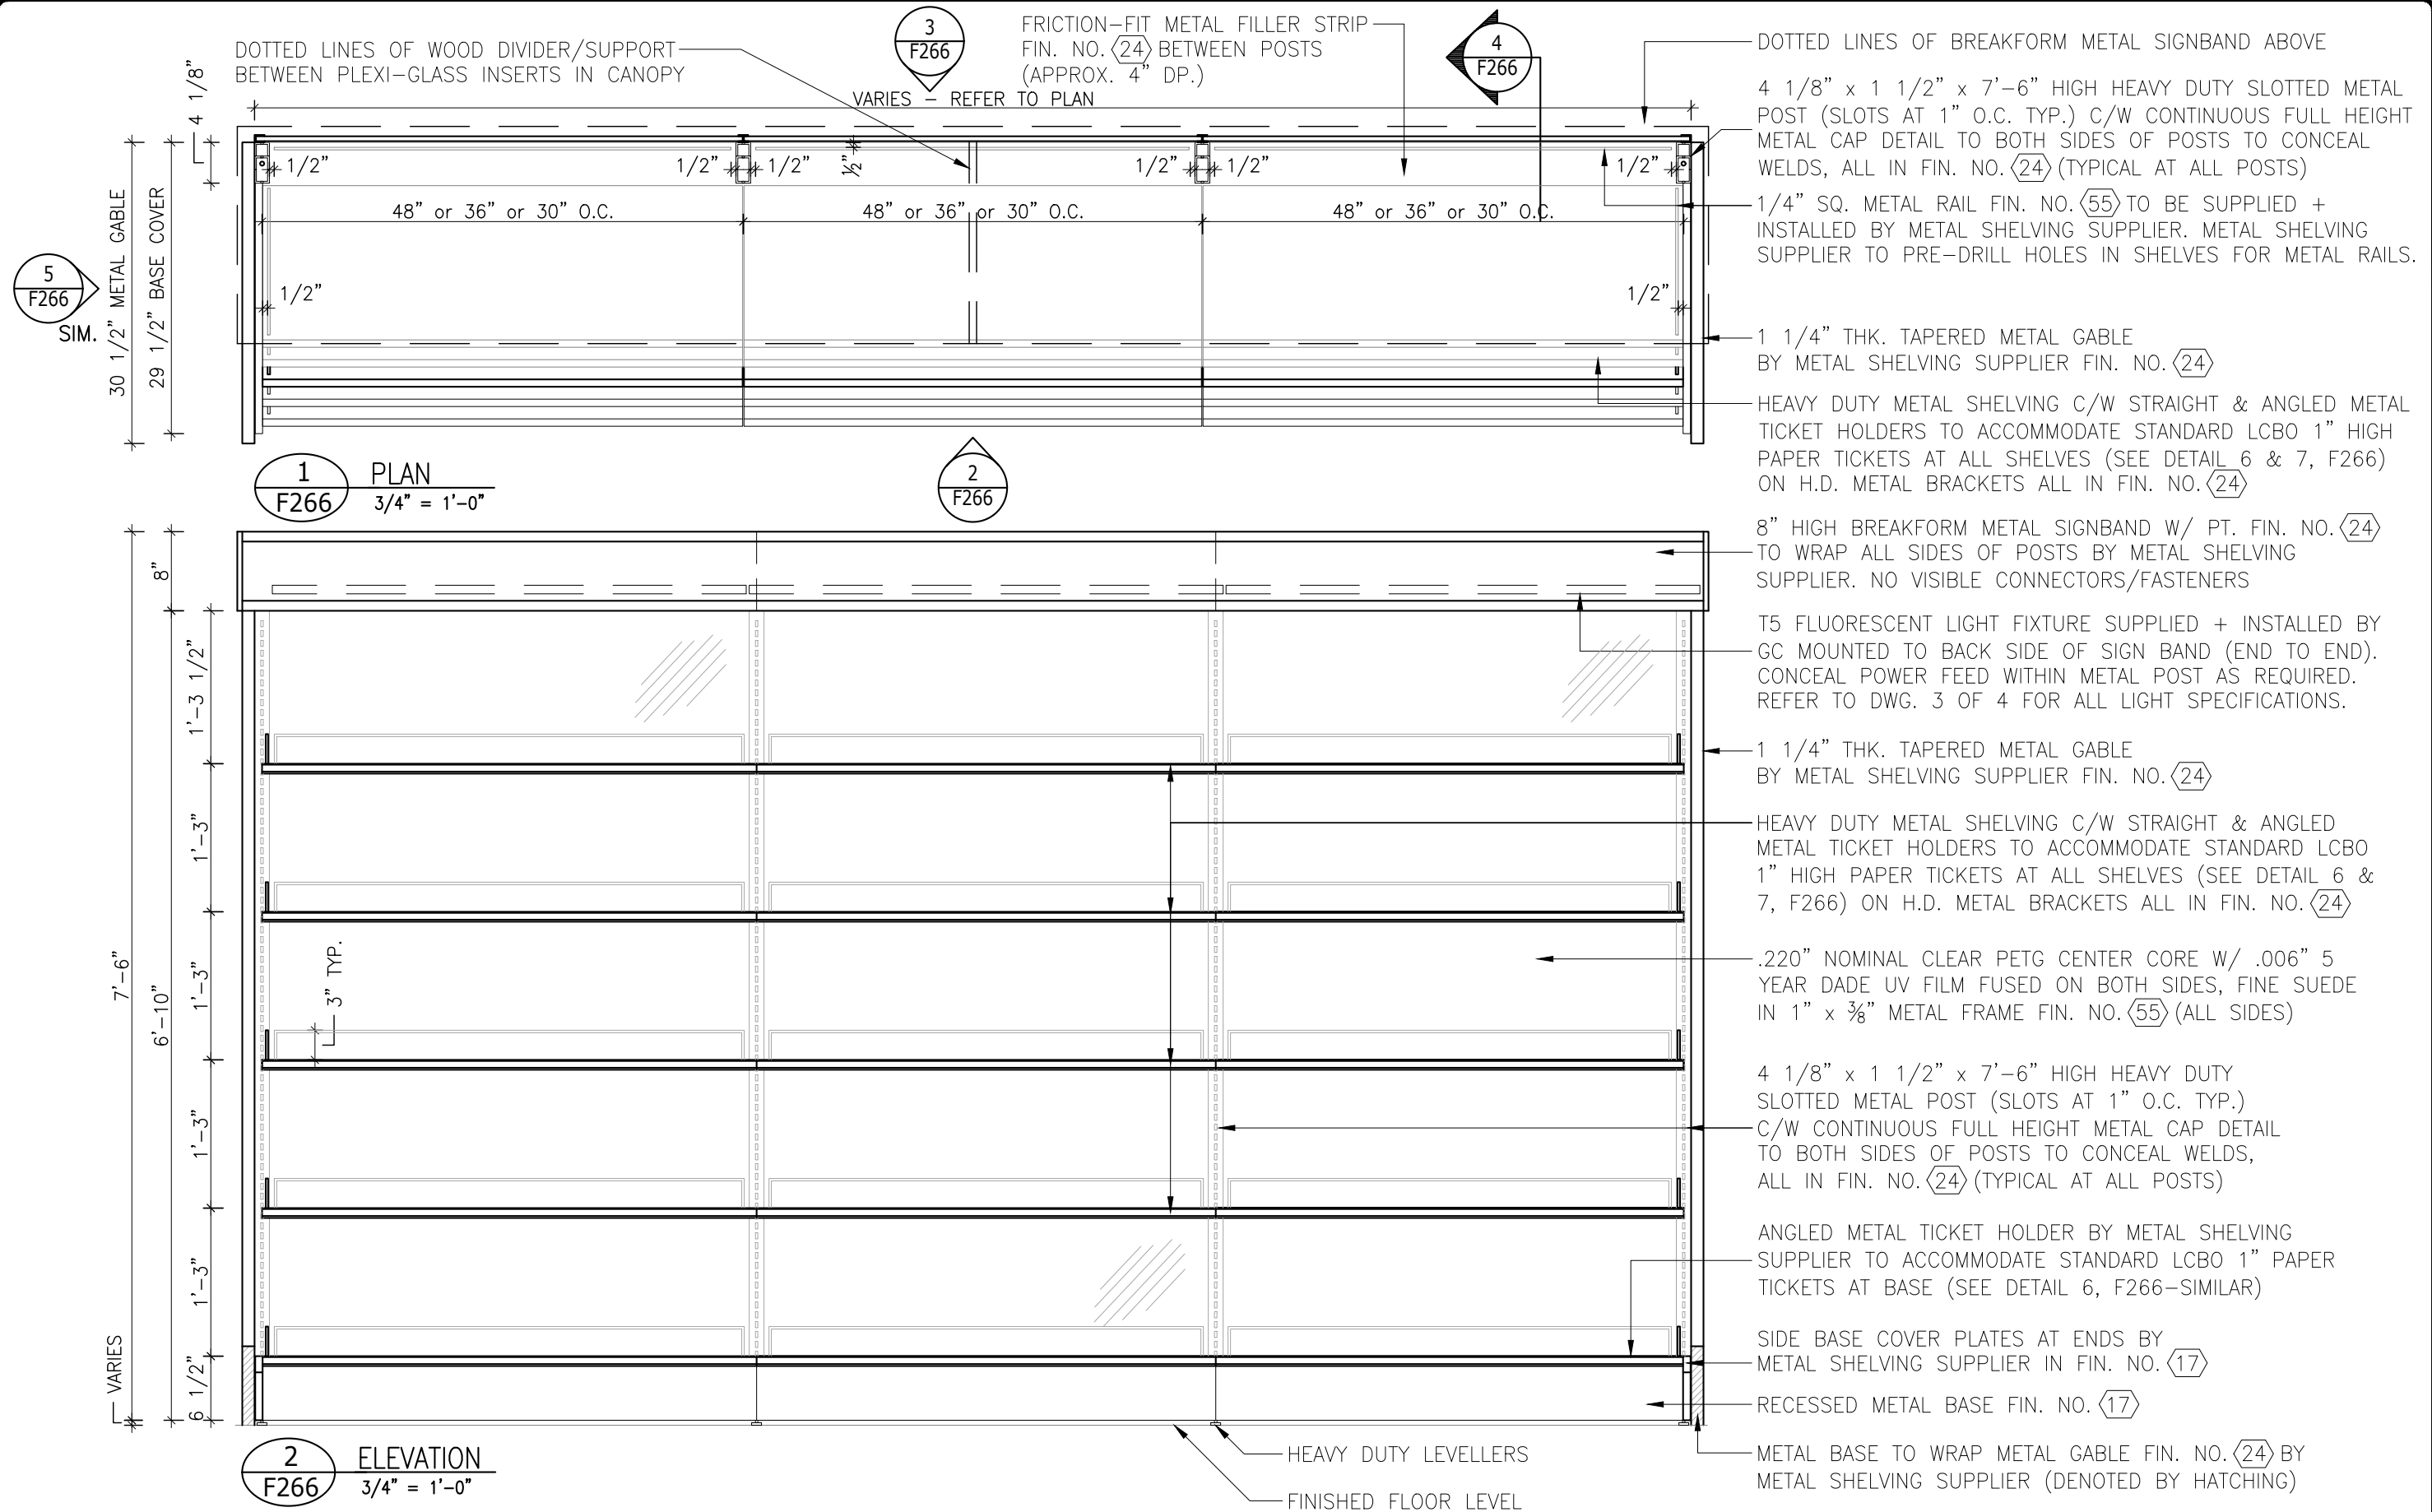 DOTTED LINES OF WOOD DIVIDER/SUPPORT
BETWEEN PLEXI-GLASS INSERTS IN CANOPY
3
F266
FRICTION-FIT METAL FILLER STRIP
FIN. NO. 24 BETWEEN POSTS
(APPROX. 4" DP.)
4
F266
VARIES - REFER TO PLAN
4 1/8"
1/2"
1/2"
1/2"
½"
1/2"
1/2"
1/2"
48" or 36" or 30" O.C.
48" or 36" or 30" O.C.
48" or 36" or 30" O.C.
5
F266
SIM.
30 1/2" METAL GABLE
29 1/2" BASE COVER
1/2"
1/2"
1
F266
PLAN
3/4" = 1'-0"
2
F266
DOTTED LINES OF BREAKFORM METAL SIGNBAND ABOVE
4 1/8" x 1 1/2" x 7'-6" HIGH HEAVY DUTY SLOTTED METAL
POST (SLOTS AT 1" O.C. TYP.) C/W CONTINUOUS FULL HEIGHT
METAL CAP DETAIL TO BOTH SIDES OF POSTS TO CONCEAL
WELDS, ALL IN FIN. NO. 24 (TYPICAL AT ALL POSTS)
1/4" SQ. METAL RAIL FIN. NO. 55 TO BE SUPPLIED +
INSTALLED BY METAL SHELVING SUPPLIER. METAL SHELVING
SUPPLIER TO PRE-DRILL HOLES IN SHELVES FOR METAL RAILS.
1 1/4" THK. TAPERED METAL GABLE
BY METAL SHELVING SUPPLIER FIN. NO. 24
HEAVY DUTY METAL SHELVING C/W STRAIGHT & ANGLED METAL
TICKET HOLDERS TO ACCOMMODATE STANDARD LCBO 1" HIGH
PAPER TICKETS AT ALL SHELVES (SEE DETAIL 6 & 7, F266)
ON H.D. METAL BRACKETS ALL IN FIN. NO. 24
8" HIGH BREAKFORM METAL SIGNBAND W/ PT. FIN. NO. 24
TO WRAP ALL SIDES OF POSTS BY METAL SHELVING
SUPPLIER. NO VISIBLE CONNECTORS/FASTENERS
T5 FLUORESCENT LIGHT FIXTURE SUPPLIED + INSTALLED BY
GC MOUNTED TO BACK SIDE OF SIGN BAND (END TO END).
CONCEAL POWER FEED WITHIN METAL POST AS REQUIRED.
REFER TO DWG. 3 OF 4 FOR ALL LIGHT SPECIFICATIONS.
1 1/4" THK. TAPERED METAL GABLE
BY METAL SHELVING SUPPLIER FIN. NO. 24
HEAVY DUTY METAL SHELVING C/W STRAIGHT & ANGLED
METAL TICKET HOLDERS TO ACCOMMODATE STANDARD LCBO
1" HIGH PAPER TICKETS AT ALL SHELVES (SEE DETAIL 6 &
7, F266) ON H.D. METAL BRACKETS ALL IN FIN. NO. 24
.220" NOMINAL CLEAR PETG CENTER CORE W/ .006" 5
YEAR DADE UV FILM FUSED ON BOTH SIDES, FINE SUEDE
IN 1" x ⅜" METAL FRAME FIN. NO. 55 (ALL SIDES)
4 1/8" x 1 1/2" x 7'-6" HIGH HEAVY DUTY
SLOTTED METAL POST (SLOTS AT 1" O.C. TYP.)
C/W CONTINUOUS FULL HEIGHT METAL CAP DETAIL
TO BOTH SIDES OF POSTS TO CONCEAL WELDS,
ALL IN FIN. NO. 24 (TYPICAL AT ALL POSTS)
ANGLED METAL TICKET HOLDER BY METAL SHELVING
SUPPLIER TO ACCOMMODATE STANDARD LCBO 1" PAPER
TICKETS AT BASE (SEE DETAIL 6, F266-SIMILAR)
SIDE BASE COVER PLATES AT ENDS BY
METAL SHELVING SUPPLIER IN FIN. NO. 17
RECESSED METAL BASE FIN. NO. 17
METAL BASE TO WRAP METAL GABLE FIN. NO. 24 BY
METAL SHELVING SUPPLIER (DENOTED BY HATCHING)
8"
1'-3 1/2"
1'-3"
1'-3"
1'-3"
1'-3"
6 1/2"
7'-6"
6'-10"
3" TYP.
VARIES
2
F266
ELEVATION
3/4" = 1'-0"
HEAVY DUTY LEVELLERS
FINISHED FLOOR LEVEL